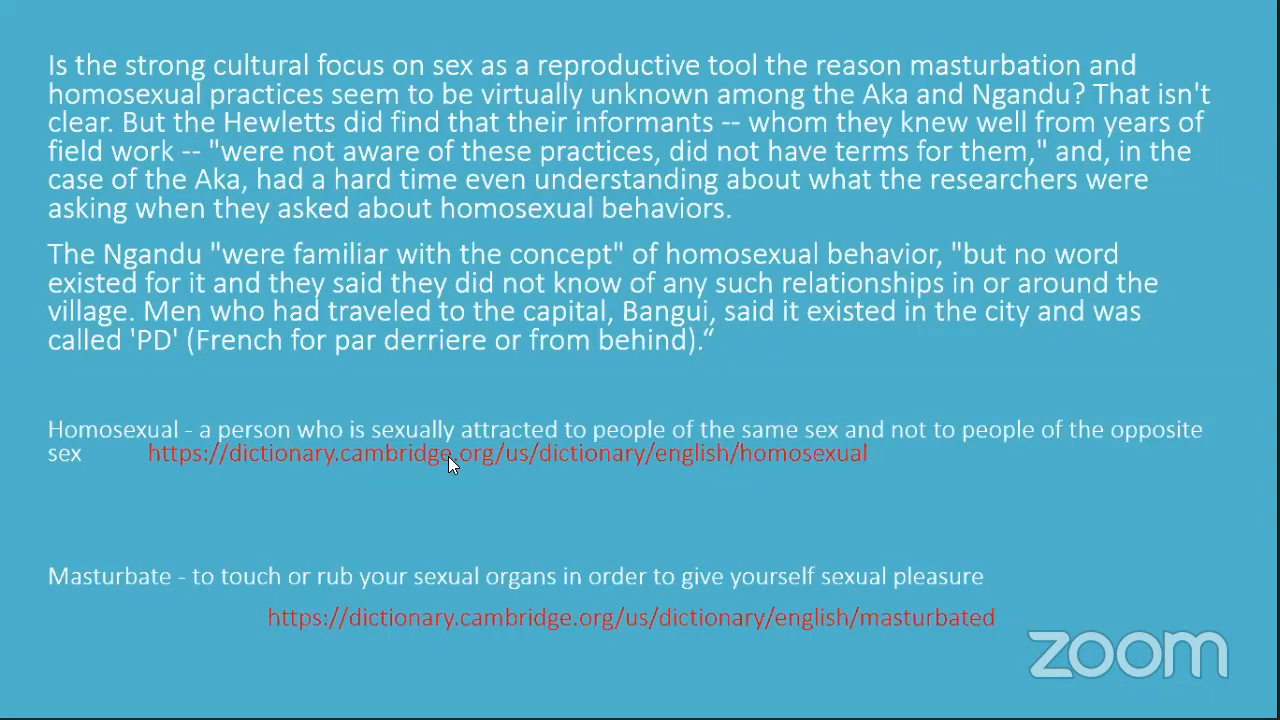 Is the strong cultural focus on sex as a reproductive tool the reason masturbation and
homosexual practices seem to be virtually unknown among the Aka and Ngandu? That isn't
clear. But the Hewletts did find that their informants -- whom they knew well from years of
field work -- "were not aware of these practices, did not have terms for them," and, in the
case of the Aka, had a hard time even understanding about what the researchers were
asking when they asked about homosexual behaviors.
The Ngandu "were familiar with the concept" of homosexual behavior, "but no word
existed for it and they said they did not know of any such relationships in or around the
village. Men who had traveled to the capital, Bangui, said it existed in the city and was
called 'PD' (French for par derriere or from behind).“
Homosexual - a person who is sexually attracted to people of the same sex and not to people of the opposite
sex https://dictionary.cambridge.org/us/dictionary/english/homosexual
Masturbate - to touch or rub your sexual organs in order to give yourself sexual pleasure
https://dictionary.cambridge.org/us/dictionary/english/masturbated
zoom